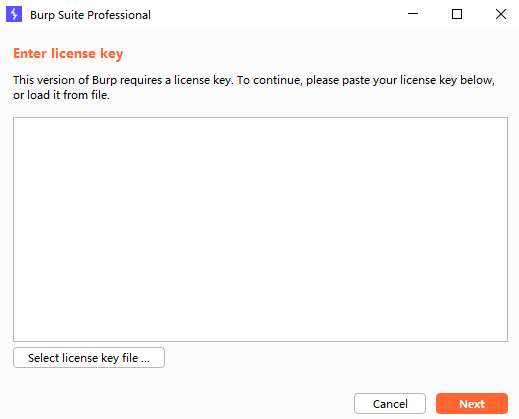 Burp Suite Professional
Enter license key
This version of Burp requires a license key. To continue, please paste your license key below,
or load it from file.
Select license key file ...
Cancel
Next